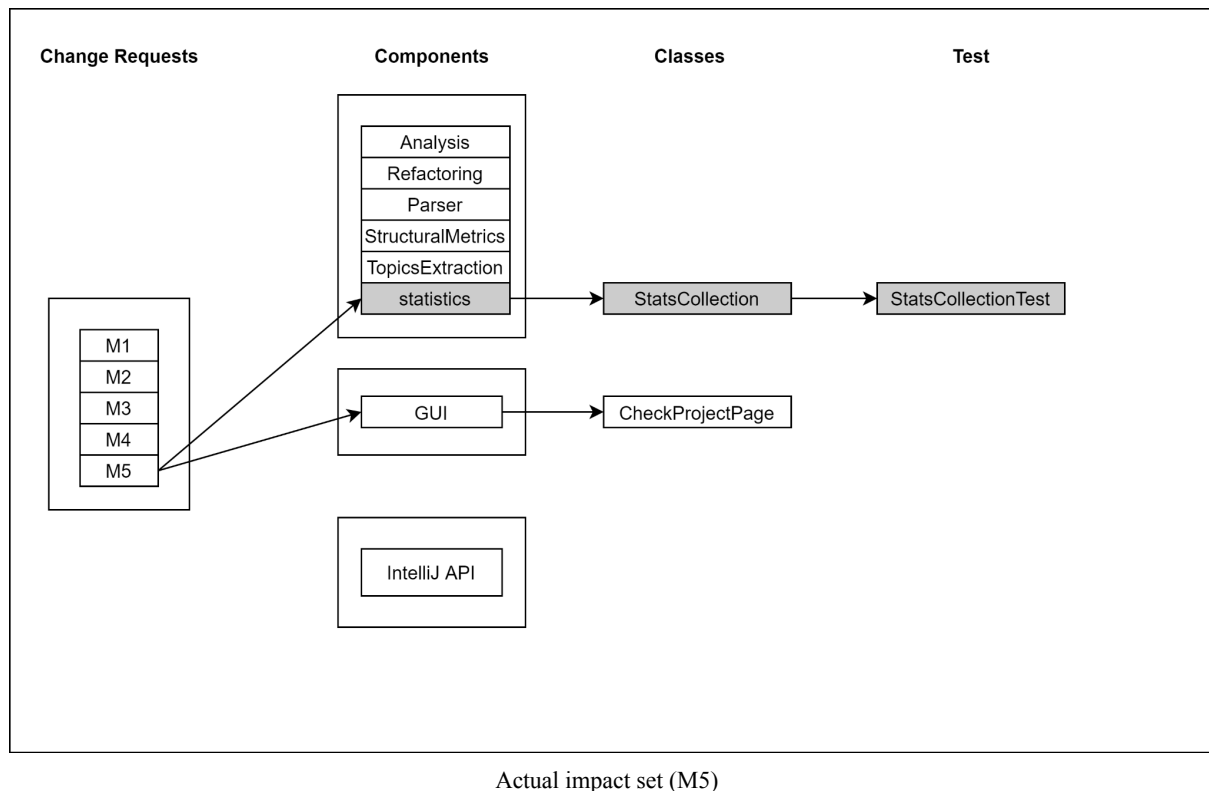 Change Requests
Components
Classes
Test
Analysis
Refactoring
Parser
StructuralMetrics
TopicsExtraction
statistics
StatsCollection
StatsCollectionTest
M1
M2
M3
M4
M5
GUI
CheckProjectPage
IntelliJ API
Actual impact set (M5)